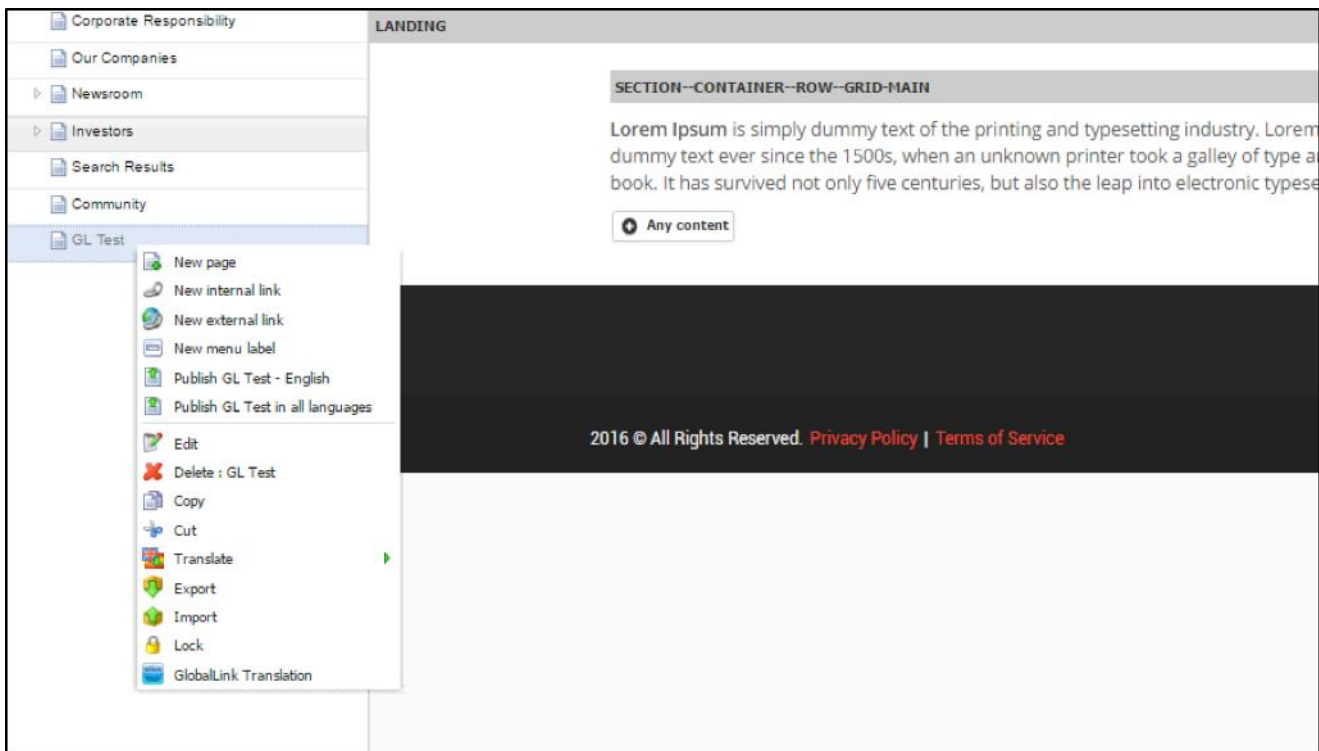 Corporate Responsibility
Our Companies
Newsroom
Investors
Search Results
Community
GL Test
New page
New internal link
New external link
New menu label
Publish GL Test - English
Publish GL Test in all languages
Edit
Delete : GL Test
Copy
Cut
Translate
Export
Import
Lock
GlobalLink Translation
LANDING
SECTION--CONTAINER--ROW--GRID-MAIN
Lorem Ipsum is simply dummy text of the printing and typesetting industry. Lorem
dummy text ever since the 1500s, when an unknown printer took a galley of type a
book. It has survived not only five centuries, but also the leap into electronic typese
Any content
2016 © All Rights Reserved. Privacy Policy | Terms of Service